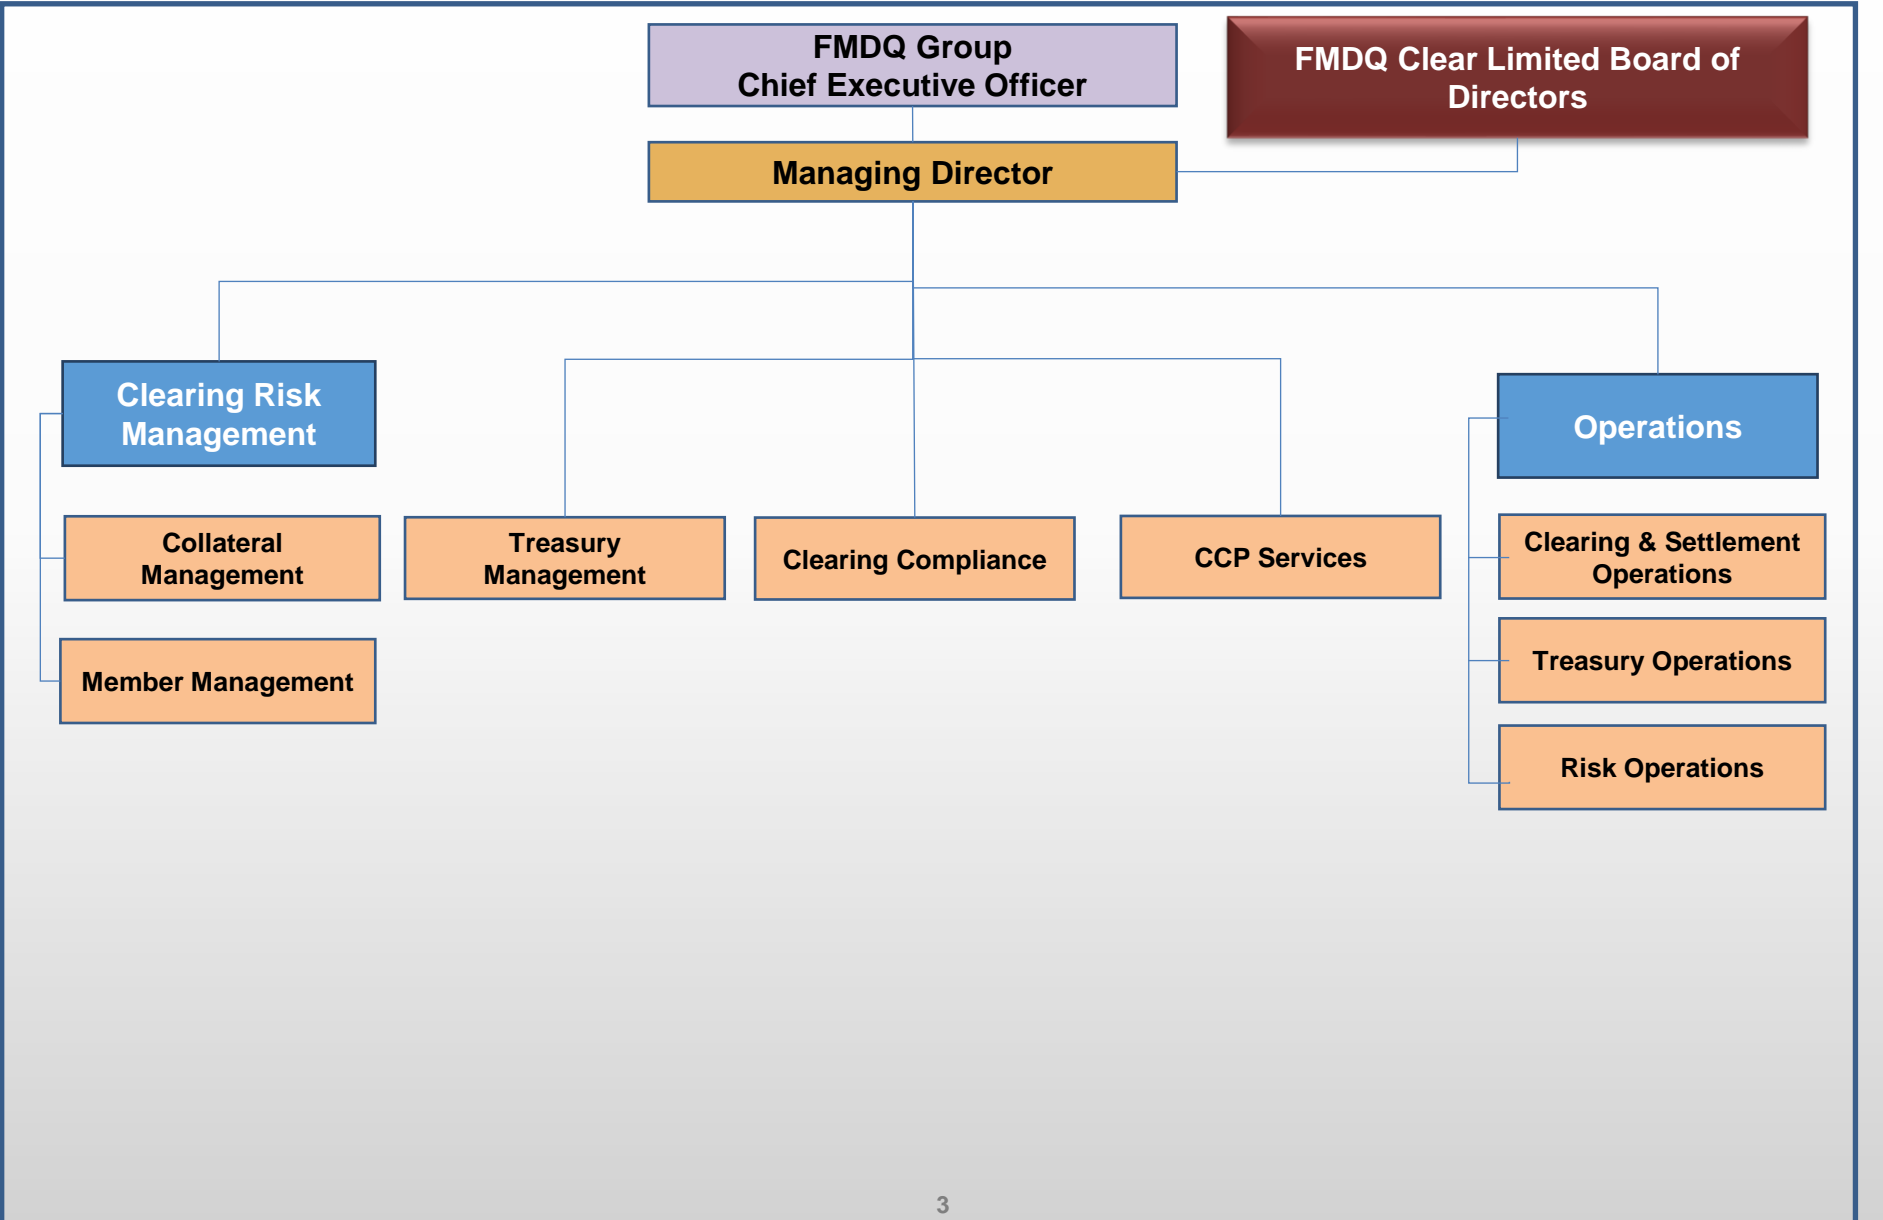 FMDQ Group
Chief Executive Officer
FMDQ Clear Limited Board of
Directors
Managing Director
Clearing Risk
Management
Operations
Collateral
Management
Treasury
Management
Clearing Compliance
CCP Services
Clearing & Settlement
Operations
Member Management
Treasury Operations
Risk Operations
3